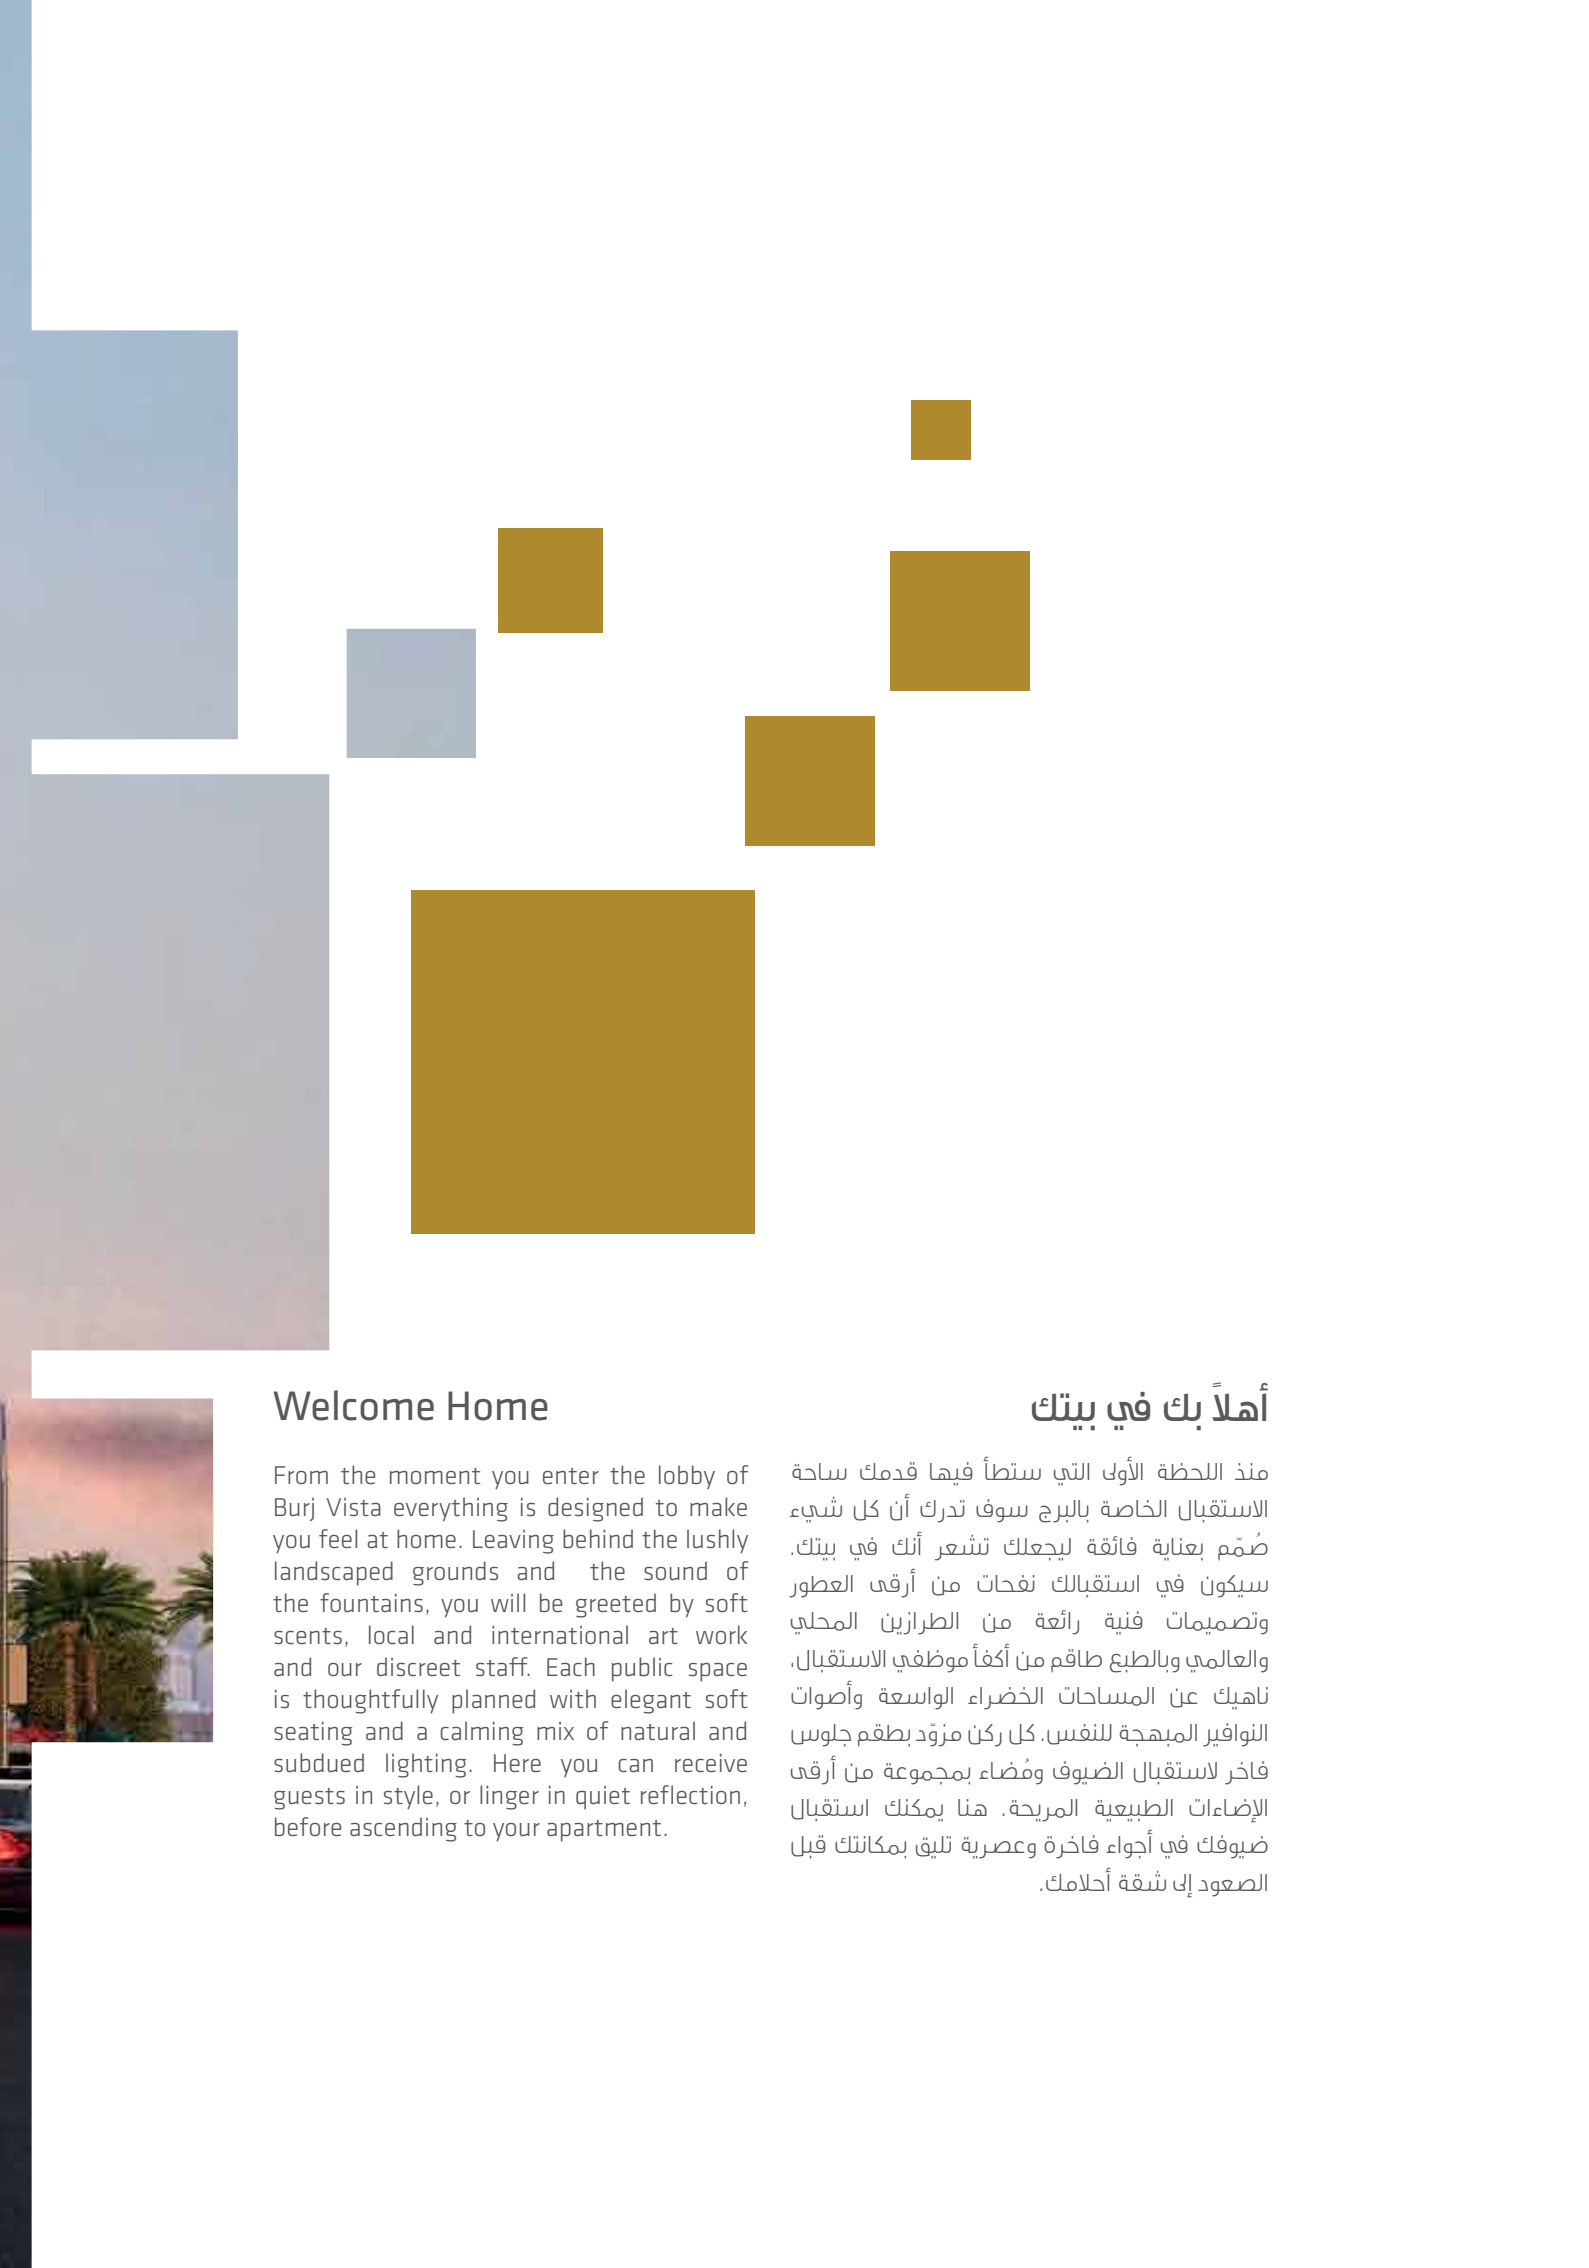 Welcome Home
From the moment you enter the lobby of
Burj Vista everything is designed to make
you feel at home. Leaving behind the lushly
landscaped grounds and the sound of
the fountains, you will be greeted by soft
scents, local and international art work
and our discreet staff. Each public space
is thoughtfully planned with elegant soft
seating and a calming mix of natural and
subdued lighting. Here you can receive
guests in style, or linger in quiet reflection,
before ascending to your apartment.
أهلاً بك في بيتك
منذ اللحظة الأولى التي ستطأ فيها قدمك ساحة
الاستقبال الخاصة بالبرج سوف تدرك أن كل شيء
صُمّم بعناية فائقة ليجعلك تشعر أنك في بيتك.
سيكون في استقبالك نفحات من أرقى العطور
وتصميمات فنية رائعة من الطرازين المحلي
والعالمي وبالطبع طاقم من أكفأ موظفي الاستقبال،
ناهيك عن المساحات الخضراء الواسعة وأصوات
النوافير المبهجة للنفس. كل ركن مزوّد بطقم جلوس
فاخر لاستقبال الضيوف ومُضاء بمجموعة من أرقى
الإضاءات الطبيعية المريحة. هنا يمكنك استقبال
ضيوفك في أجواء فاخرة وعصرية تليق بمكانتك قبل
الصعود إلى شقة أحلامك.